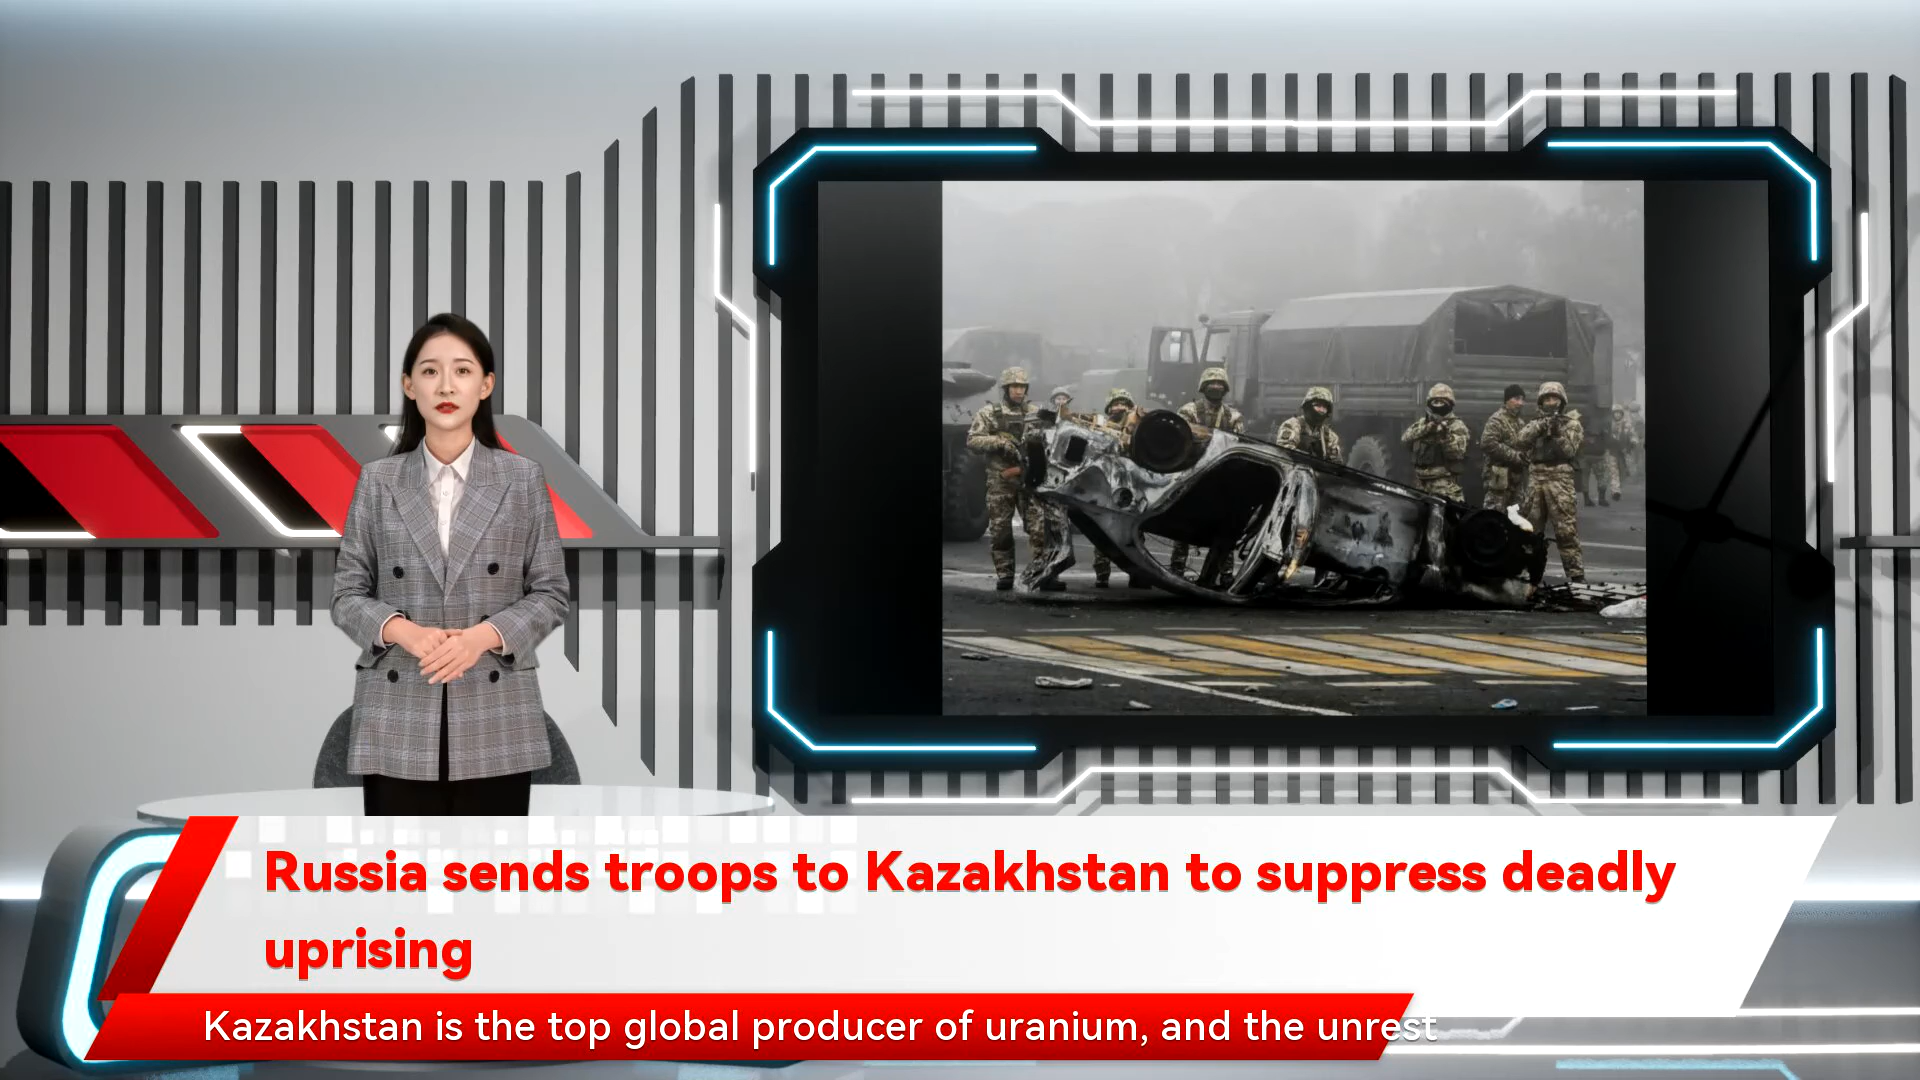 Russia sends troops to Kazakhstan to suppress deadly
uprising
Kazakhstan is the top global producer of uranium, and the unrest